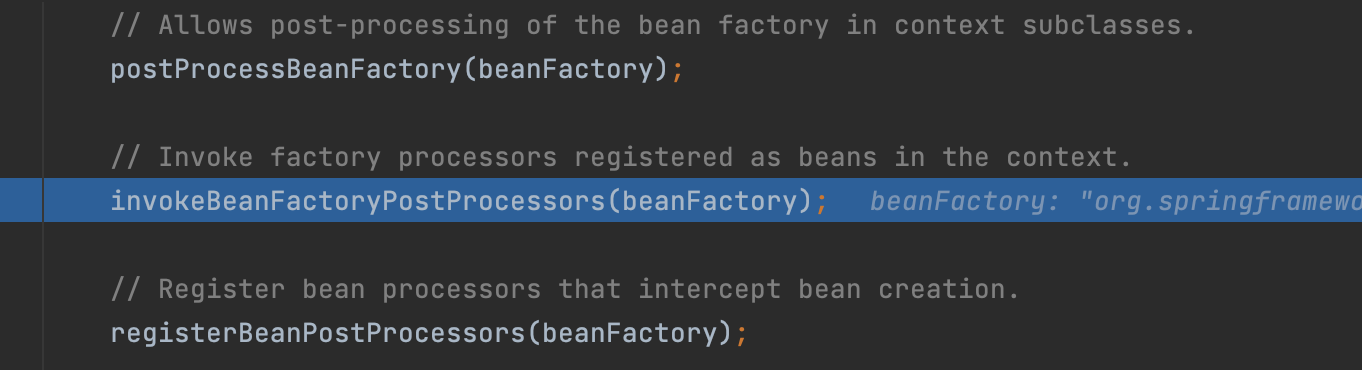 // Allows post-processing of the bean factory in context subclasses.
postProcessBeanFactory(beanFactory);
// Invoke factory processors registered as beans in the context.
invokeBeanFactoryPostProcessors(beanFactory); beanFactory: "org.springframewo
// Register bean processors that intercept bean creation.
registerBeanPostProcessors(beanFactory);